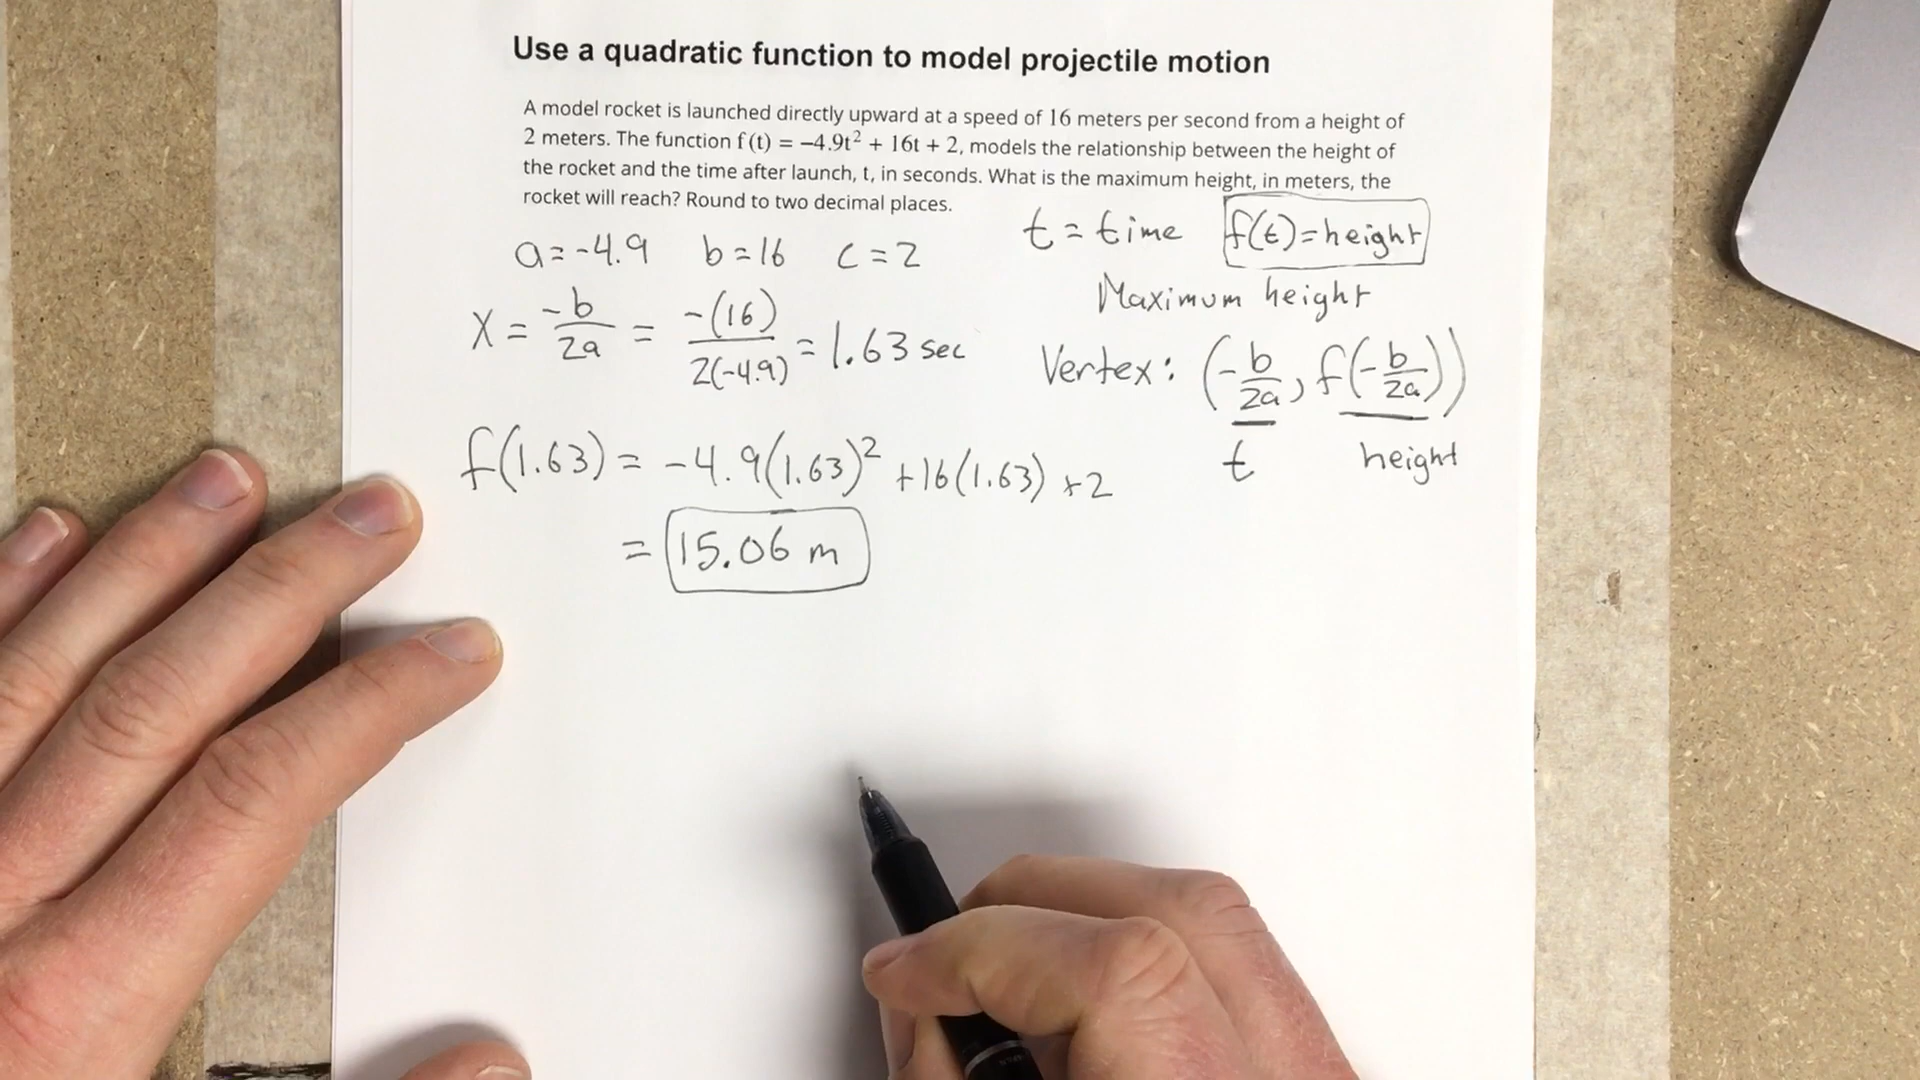 Use a quadratic function to model projectile motion
A model rocket is launched directly upward at a speed of 16 meters per second from a height of
2 meters. The function f (t) = −4.9t² + 16t + 2, models the relationship between the height of
the rocket and the time after launch, t, in seconds. What is the maximum height, in meters, the
rocket will reach? Round to two decimal places.
t = time f(t) = height
a = -4.9 b = 16 c = 2
Maximum height
X = -b/2a = -(16)/2(-4.9) = 1.63 sec
Vertex: (-b/2a, f(-b/2a))
t height
f(1.63) = -4.9(1.63)² + 16(1.63) + 2
= 15.06 m